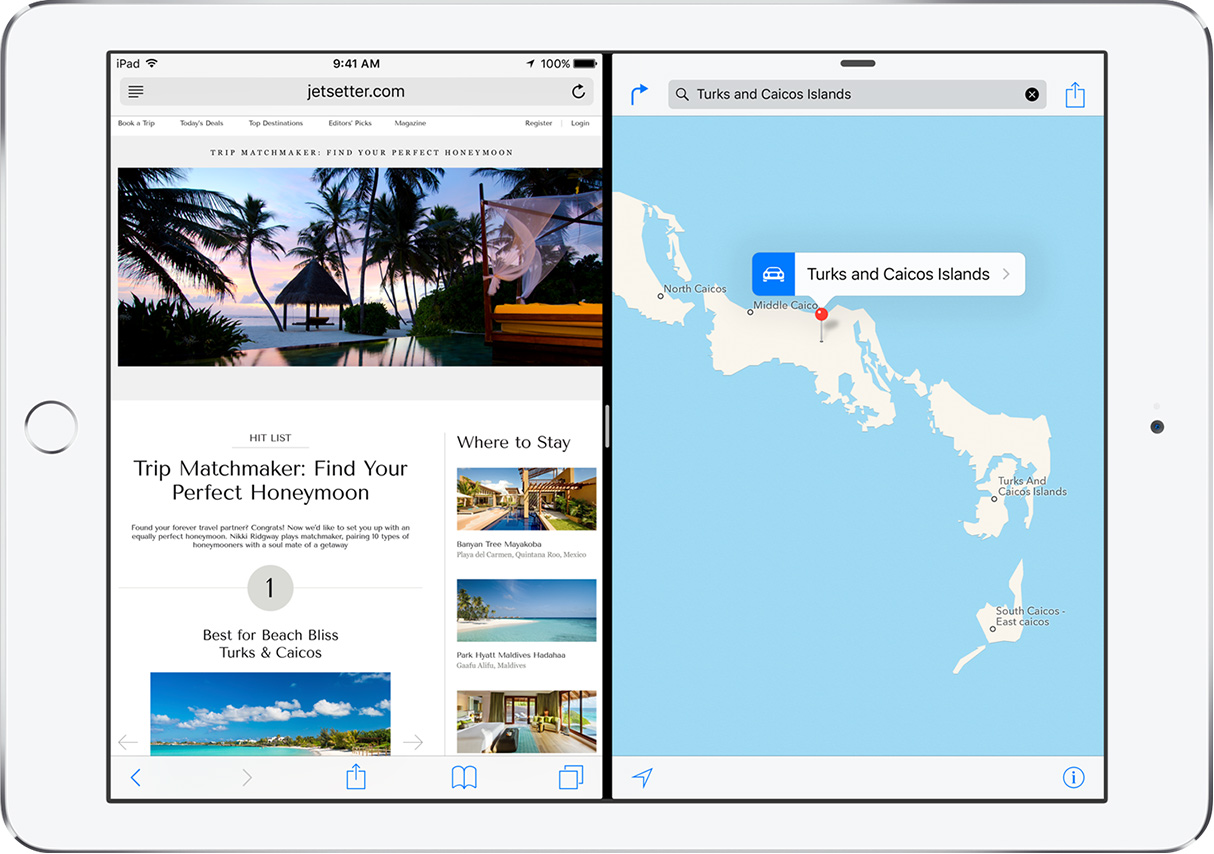 iPad
9:41 AM
100%
jetsetter.com
Book a Trip
Today's Deals
Top Destinations
Editors' Picks
Magazine
Register
Login
TRIP MATCHMAKER: FIND YOUR PERFECT HONEYMOON
HIT LIST
Trip Matchmaker: Find Your
Perfect Honeymoon
Found your forever travel partner? Congrats! Now we'd like to set you up with an
equally perfect honeymoon. Nikki Ridgway plays matchmaker, pairing 10 types of
honeymooners with a soul mate of a getaway
1
Best for Beach Bliss
Turks & Caicos
Where to Stay
Banyan Tree Mayakoba
Playa del Carmen, Quintana Roo, Mexico
Park Hyatt Maldives Hadahaa
Gaafu Alifu, Maldives
Turks and Caicos Islands
Turks and Caicos Islands
North Caicos
Middle Caico
Turks And
Caicos Islands
South Caicos -
East caicos